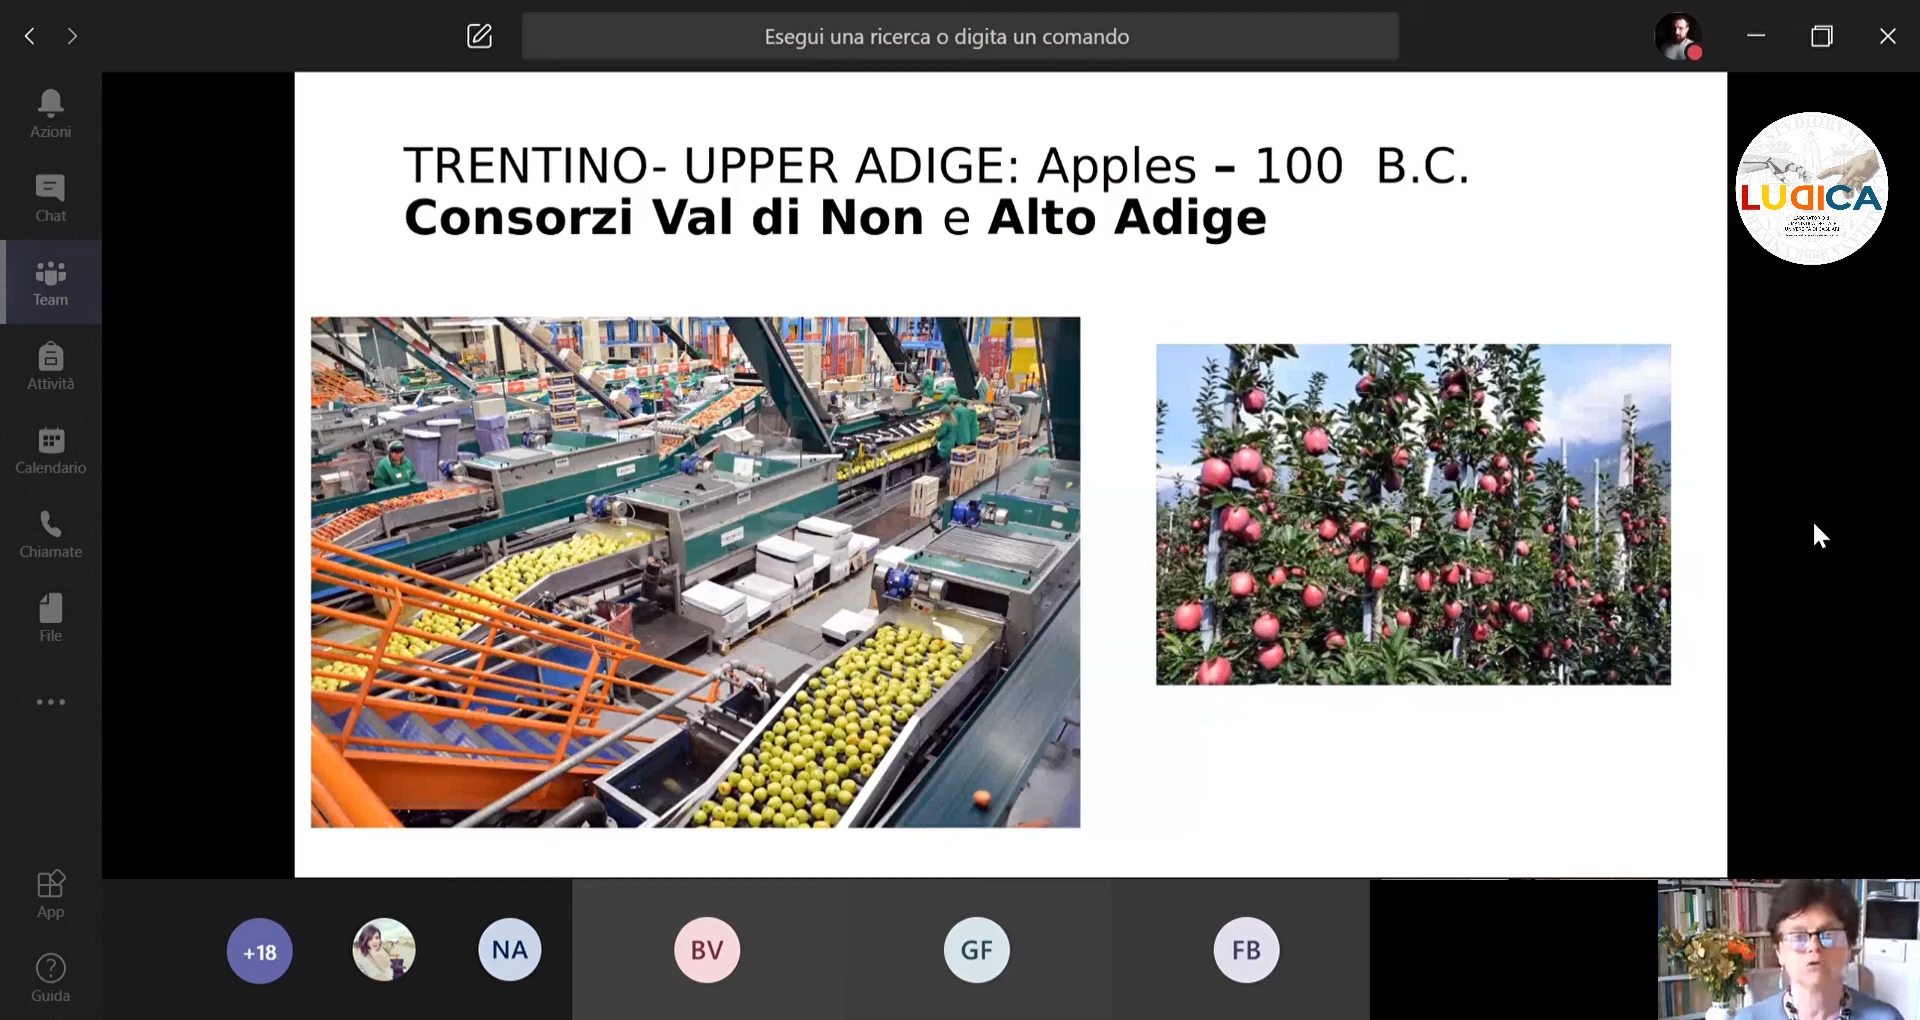 Esegui una ricerca o digita un comando
Azioni
Chat
Team
Attività
Calendario
Chiamate
File
App
Guida
TRENTINO- UPPER ADIGE: Apples – 100 B.C.
Consorzi Val di Non e Alto Adige
LUDICA
+18
NA
BV
GF
FB